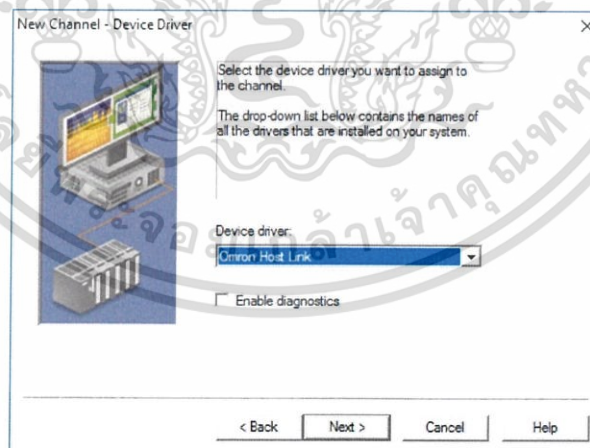 New Channel - Device Driver
Select the device driver you want to assign to
the channel.
The drop-down list below contains the names of
all the drivers that are installed on your system.
Device driver:
Omron Host Link
Enable diagnostics
< Back
Next >
Cancel
Help